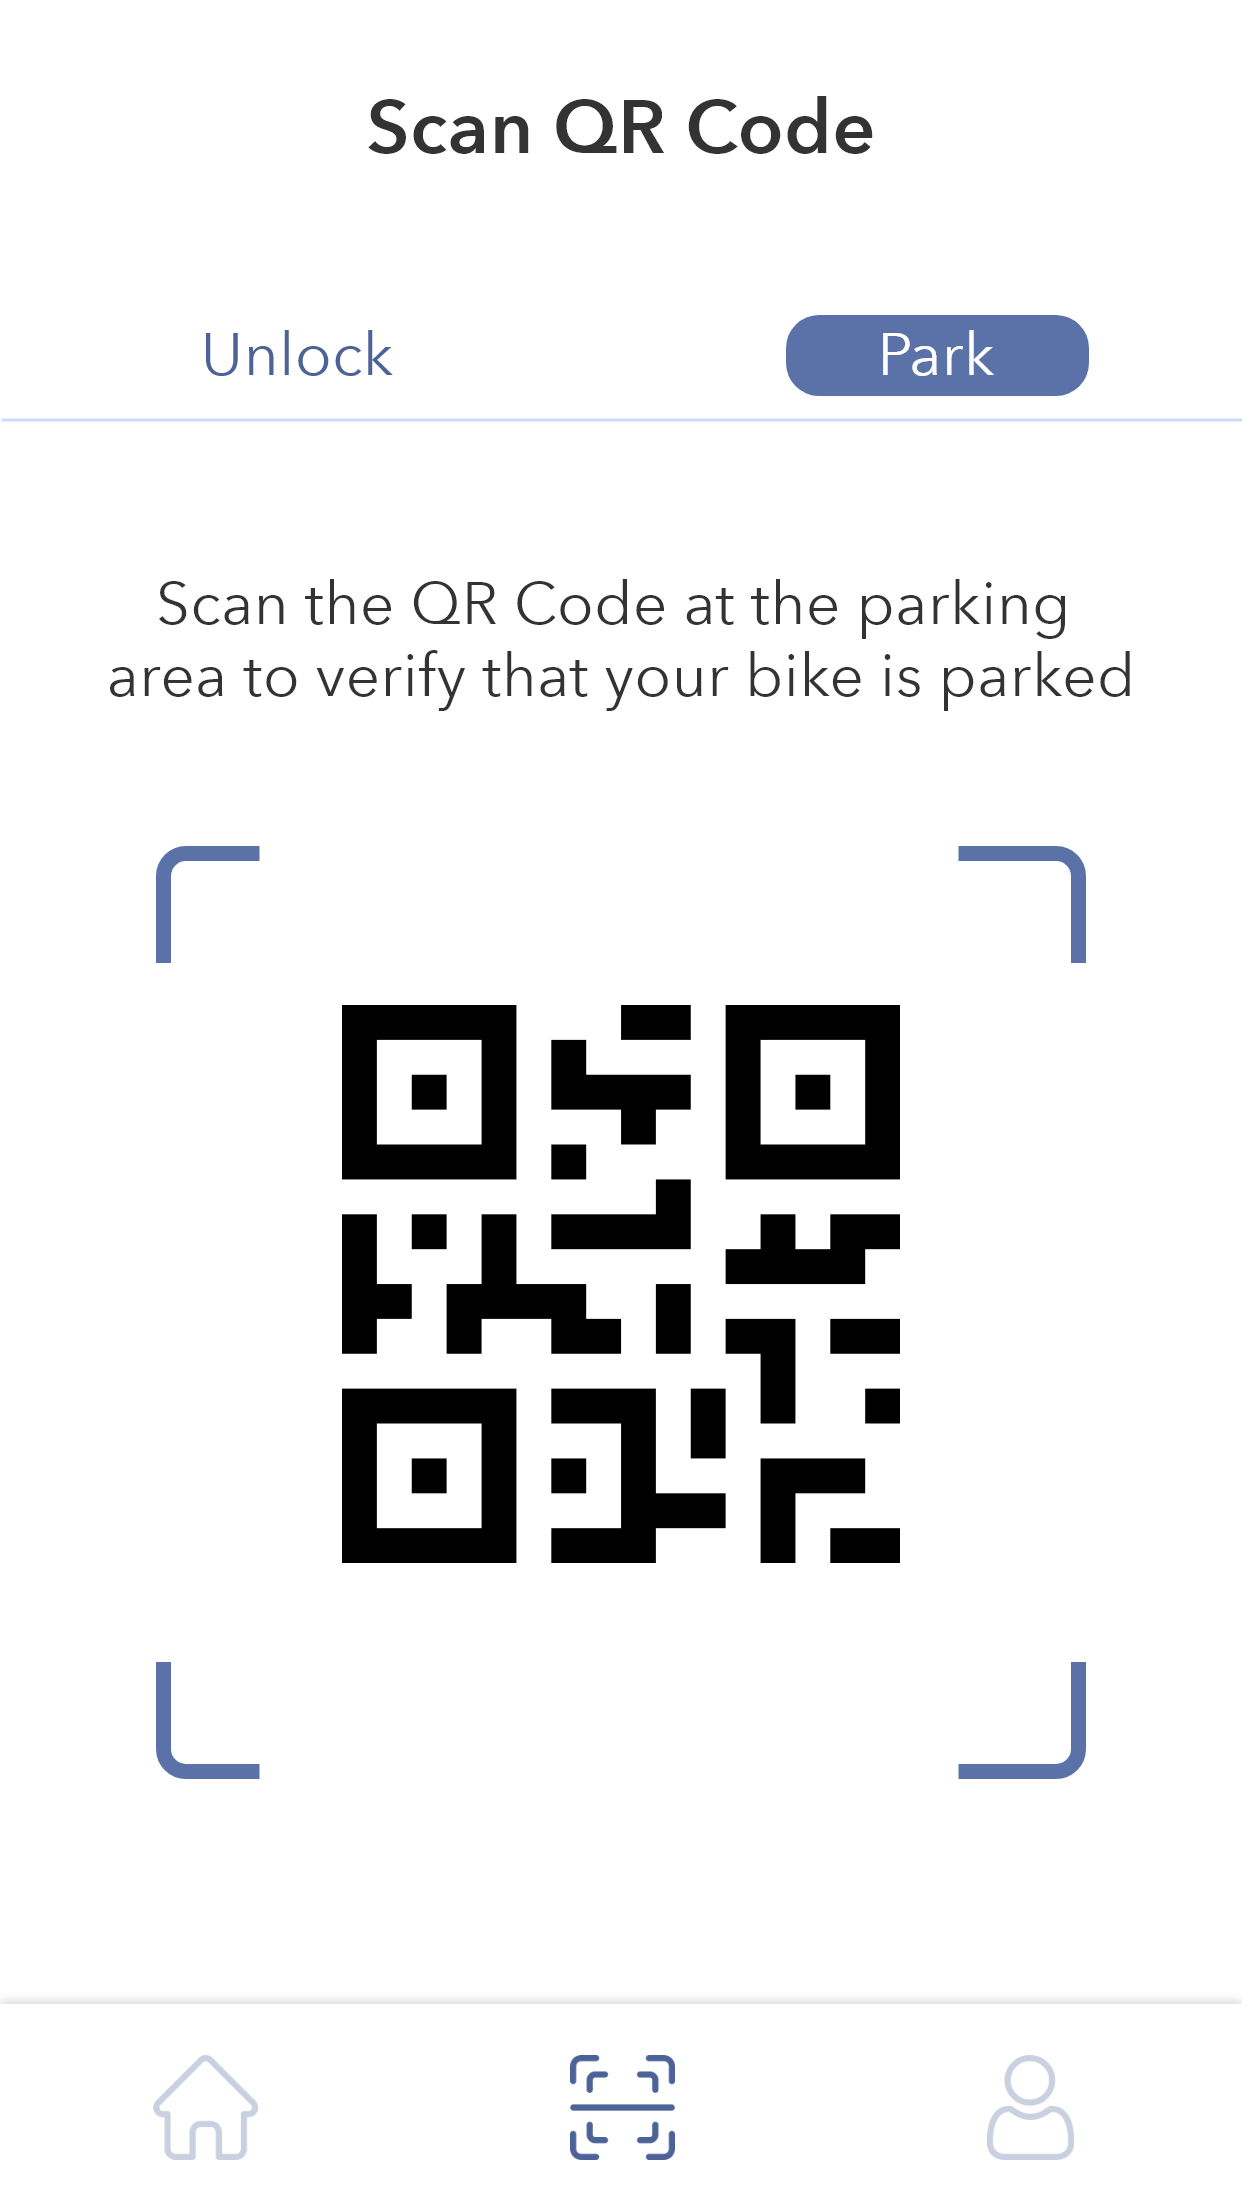 Scan QR Code
Unlock
Park
Scan the QR Code at the parking
area to verify that your bike is parked